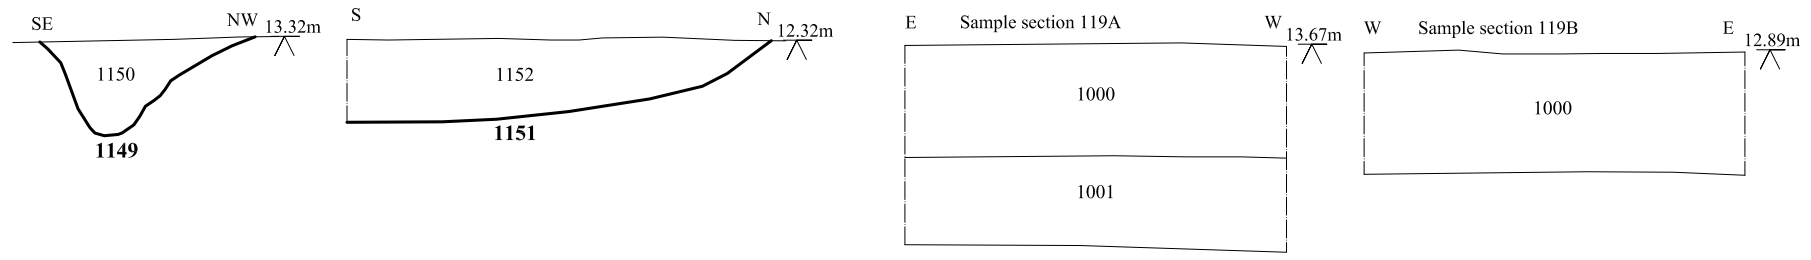 SE NW 13.32m
1150
1149
S N 12.32m
1152
1151
E Sample section 119A W 13.67m
1000
1001
W Sample section 119B E 12.89m
1000